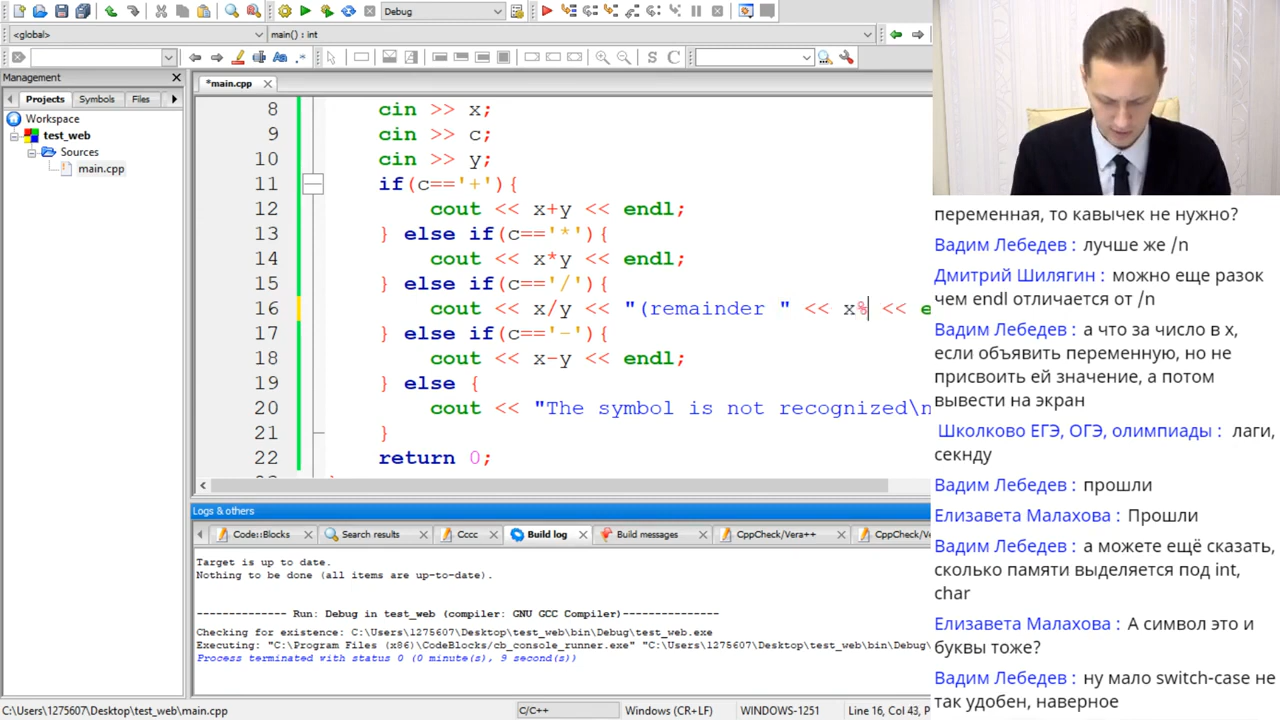 Debug
<global>
main() : int
S C
Management
*main.cpp
Projects Symbols Files
Workspace
test_web
Sources
main.cpp
8 cin >> x;
9 cin >> c;
10 cin >> y;
11 if(c=='+'){
12 cout << x+y << endl;
13 } else if(c=='*'){
14 cout << x*y << endl;
15 } else if(c=='/'){
16 cout << x/y << "(remainder " << x% << e
17 } else if(c=='-'){
18 cout << x-y << endl;
19 } else {
20 cout << "The symbol is not recognized\n
21 }
22 return 0;
Logs & others
Code::Blocks Search results Cccc Build log Build messages CppCheck/Vera++ CppCheck/Ver
Target is up to date.
Nothing to be done (all items are up-to-date).
-------------- Run: Debug in test_web (compiler: GNU GCC Compiler)---------------
Checking for existence: C:\Users\1275607\Desktop\test_web\bin\Debug\test_web.exe
Executing: "C:\Program Files (x86)\CodeBlocks/cb_console_runner.exe" "C:\Users\1275607\Desktop\test_web\bin\Deb
Process terminated with status 0 (0 minute(s), 9 second(s))
C:\Users\1275607\Desktop\test_web\main.cpp C/C++ Windows (CR+LF) WINDOWS-1251 Line 16, Col 43, P
переменная, то кавычек не нужно?
Вадим Лебедев : лучше же /n
Дмитрий Шилягин : можно еще разок
чем endl отличается от /n
Вадим Лебедев : а что за число в x,
если объявить переменную, но не
присвоить ей значение, а потом
вывести на экран
Школково ЕГЭ, ОГЭ, олимпиады : лаги,
секнду
Вадим Лебедев : прошли
Елизавета Малахова : Прошли
Вадим Лебедев : а можете ещё сказать,
сколько памяти выделяется под int,
char
Елизавета Малахова : А символ это и
буквы тоже?
Вадим Лебедев : ну мало switch-case не
так удобен, наверное